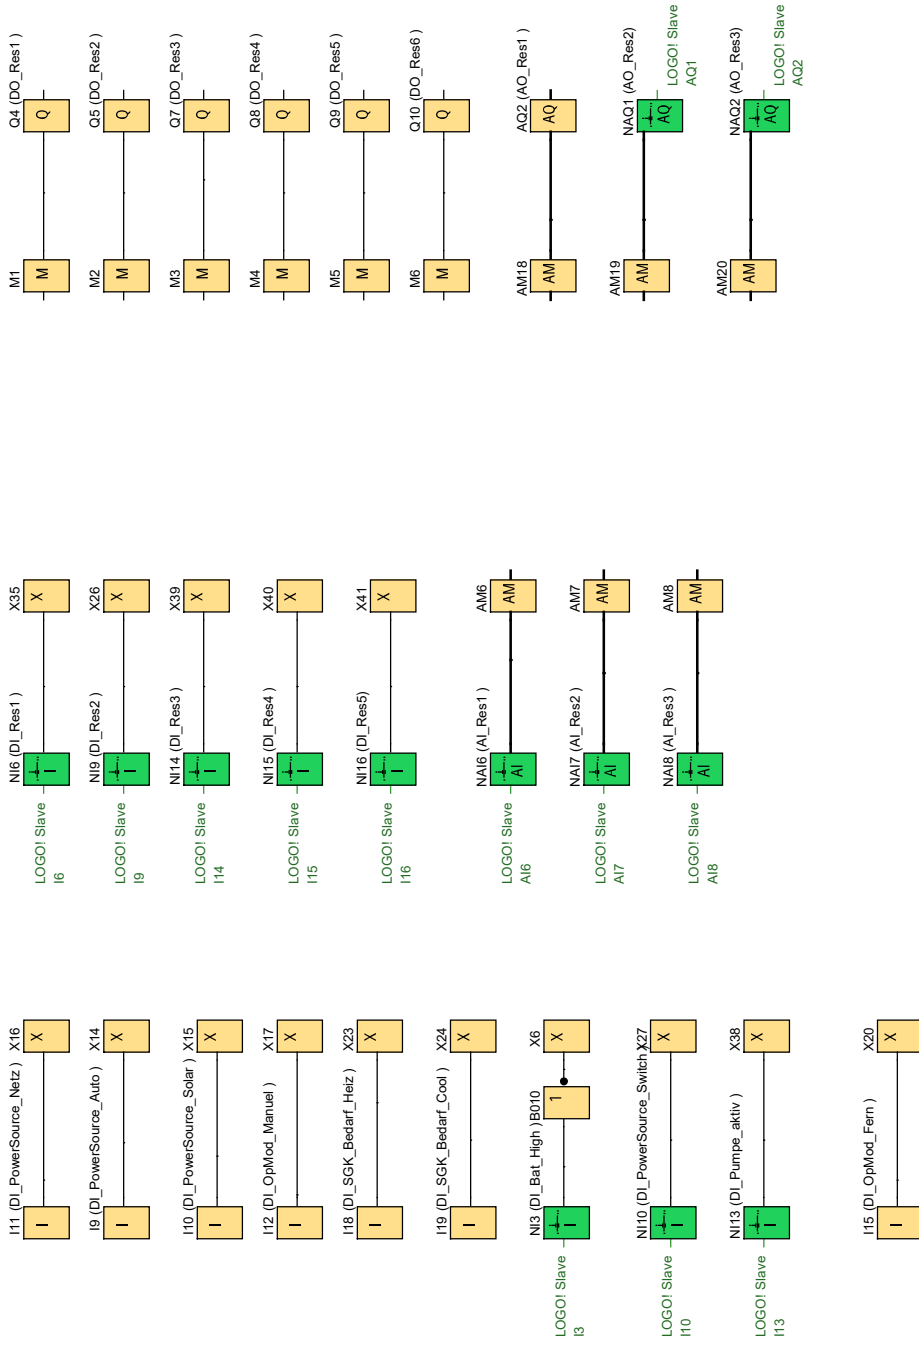 I11 (DI_PowerSource_Netz )
I
X16
X
I9 (DI_PowerSource_Auto )
I
X14
X
I10 (DI_PowerSource_Solar )
I
X15
X
I12 (DI_OpMod_Manuel )
I
X17
X
I18 (DI_SGK_Bedarf_Heiz )
I
X23
X
I19 (DI_SGK_Bedarf_Cool )
I
X24
X
LOGO! Slave
I3
NI3 (DI_Bat_High )
I
B010
1
X6
X
LOGO! Slave
I10
NI10 (DI_PowerSource_Switch )
I
X27
X
LOGO! Slave
I13
NI13 (DI_Pumpe_aktiv )
I
X38
X
I15 (DI_OpMod_Fern )
I
X20
X
LOGO! Slave
I6
NI6 (DI_Res1 )
I
X35
X
LOGO! Slave
I9
NI9 (DI_Res2 )
I
X26
X
LOGO! Slave
I14
NI14 (DI_Res3 )
I
X39
X
LOGO! Slave
I15
NI15 (DI_Res4 )
I
X40
X
LOGO! Slave
I16
NI16 (DI_Res5)
I
X41
X
LOGO! Slave
AI6
NAI6 (AI_Res1 )
AI
AM6
AM
LOGO! Slave
AI7
NAI7 (AI_Res2 )
AI
AM7
AM
LOGO! Slave
AI8
NAI8 (AI_Res3 )
AI
AM8
AM
M1
M
Q4 (DO_Res1 )
Q
M2
M
Q5 (DO_Res2 )
Q
M3
M
Q7 (DO_Res3 )
Q
M4
M
Q8 (DO_Res4 )
Q
M5
M
Q9 (DO_Res5 )
Q
M6
M
Q10 (DO_Res6 )
Q
AM18
AM
AQ2 (AO_Res1 )
AQ
AM19
AM
NAQ1 (AO_Res2)
AQ
LOGO! Slave
AQ1
AM20
AM
NAQ2 (AO_Res3)
AQ
LOGO! Slave
AQ2